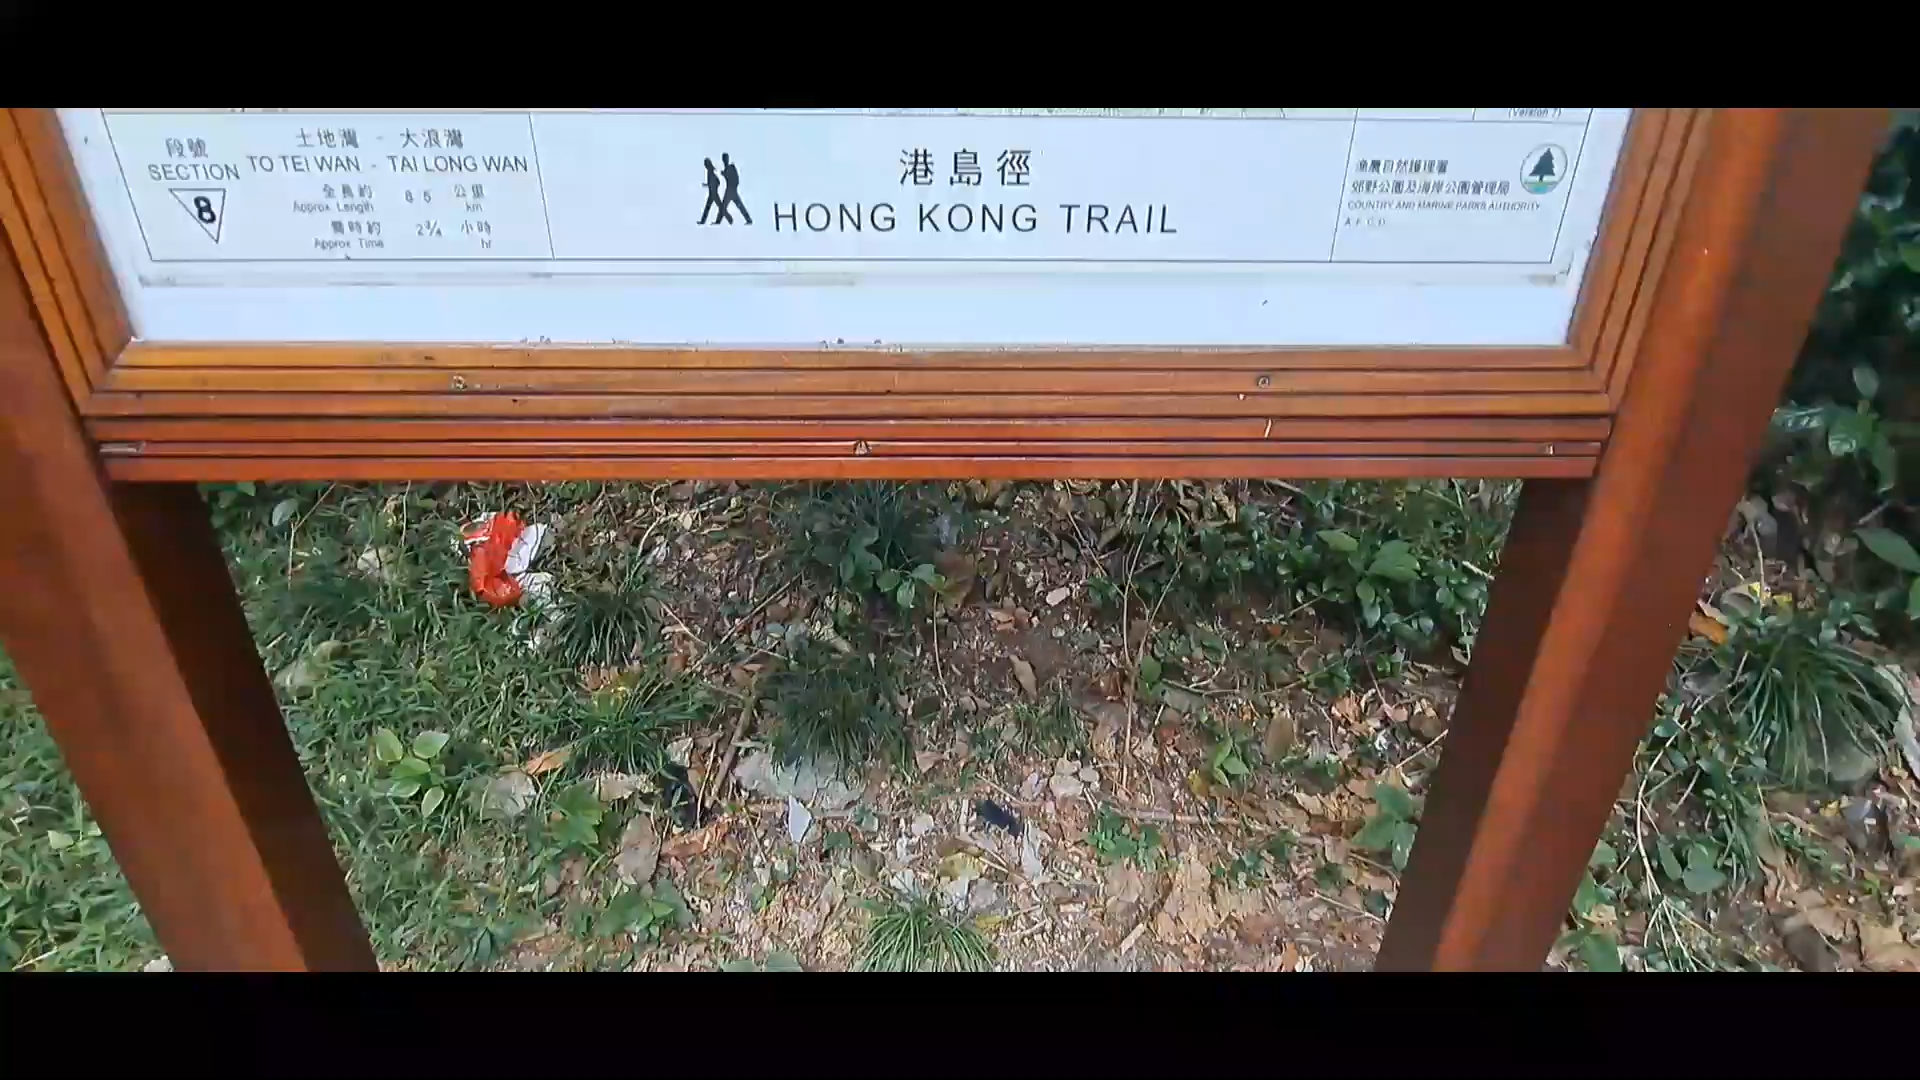 (Version 7)
段號
SECTION
8
土地灣 - 大浪灣
TO TEI WAN - TAI LONG WAN
全長約 8.5 公里
Approx. Length km
需時約 2¾ 小時
Approx. Time hr
港島徑
HONG KONG TRAIL
漁農自然護理署
郊野公園及海岸公園管理局
COUNTRY AND MARINE PARKS AUTHORITY
A.F.C.D.